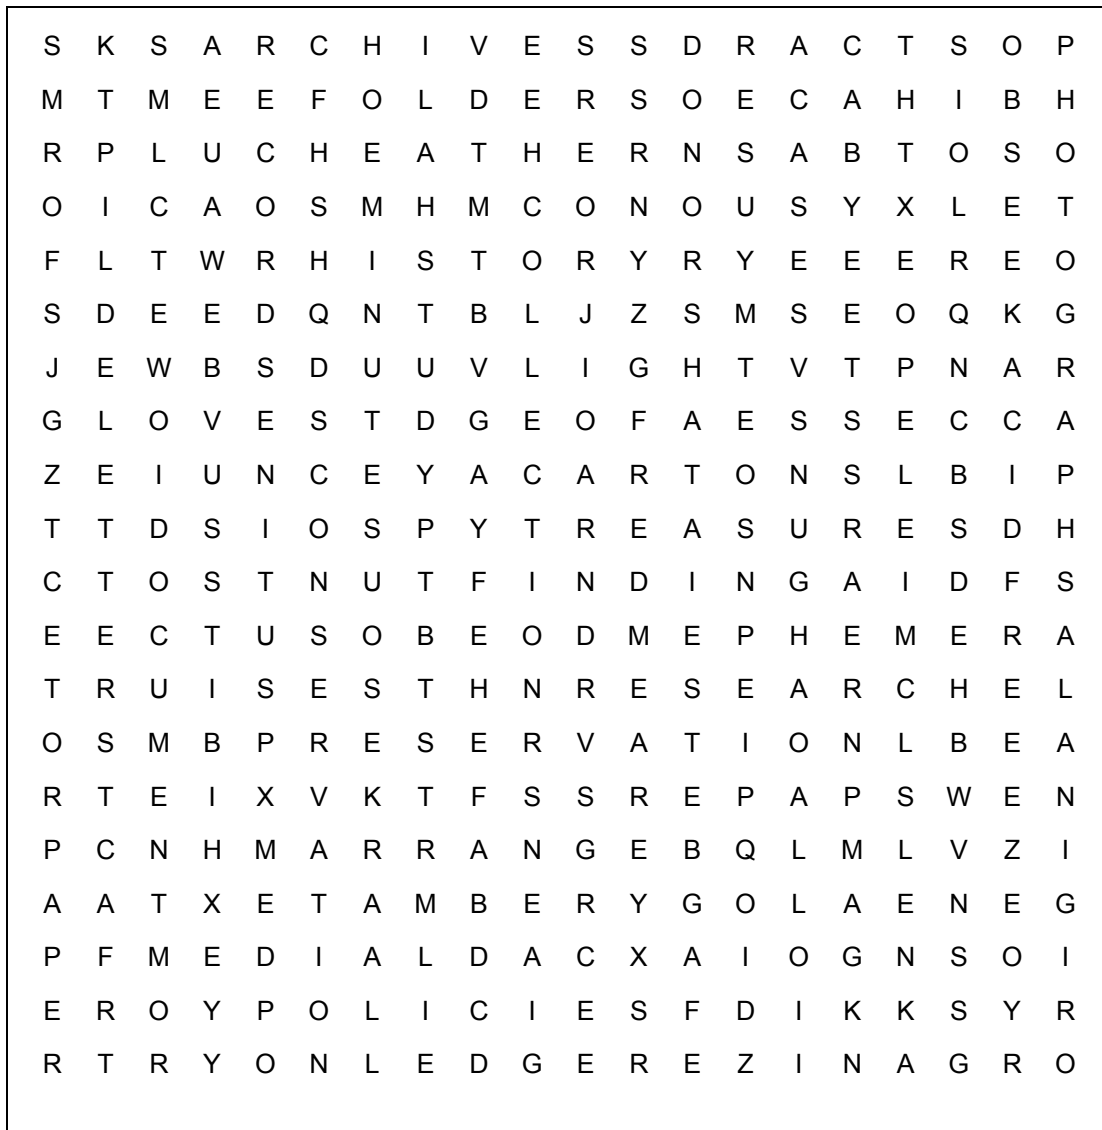 S K S A R C H I V E S S D R A C T S O P
M T M E E F O L D E R S O E C A H I B H
R P L U C H E A T H E R N S A B T O S O
O I C A O S M H M C O N O U S Y X L E T
F L T W R H I S T O R Y R Y E E E R E O
S D E E D Q N T B L J Z S M S E O Q K G
J E W B S D U U V L I G H T V T P N A R
G L O V E S T D G E O F A E S S E C C A
Z E I U N C E Y A C A R T O N S L B I P
T T D S I O S P Y T R E A S U R E S D H
C T O S T N U T F I N D I N G A I D F S
E E C T U S O B E O D M E P H E M E R A
T R U I S E S T H N R E S E A R C H E L
O S M B P R E S E R V A T I O N L B E A
R T E I X V K T F S S R E P A P S W E N
P C N H M A R R A N G E B Q L M L V Z I
A A T X E T A M B E R Y G O L A E N E G
P F M E D I A L D A C X A I O G N S O I
E R O Y P O L I C I E S F D I K K S Y R
R T R Y O N L E D G E R E Z I N A G R O